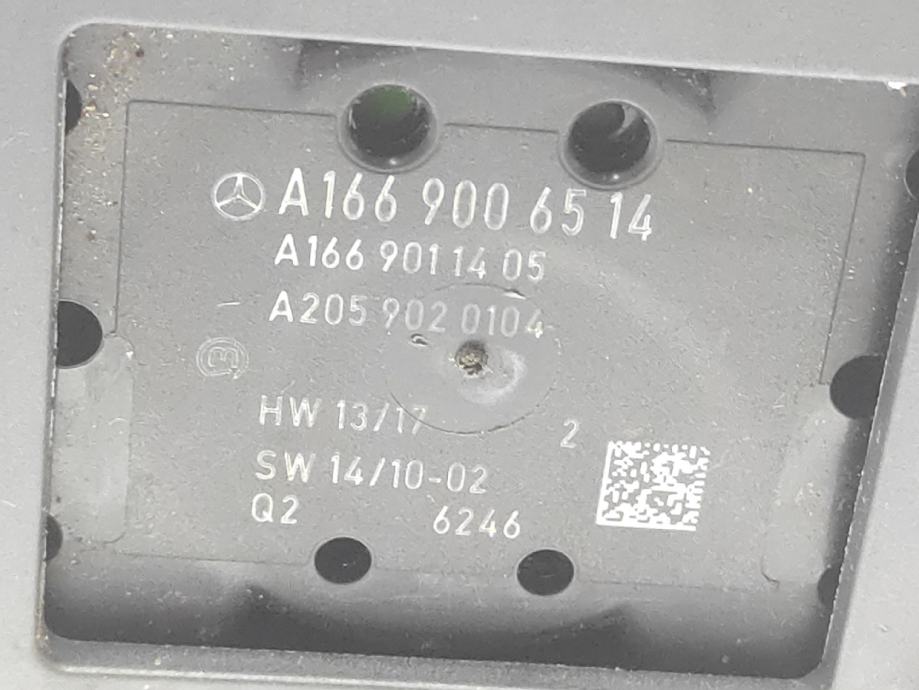 A166 900 65 14
A166 901 14 05
A205 902 0104
HW 13/17
2
SW 14/10-02
Q2 6246